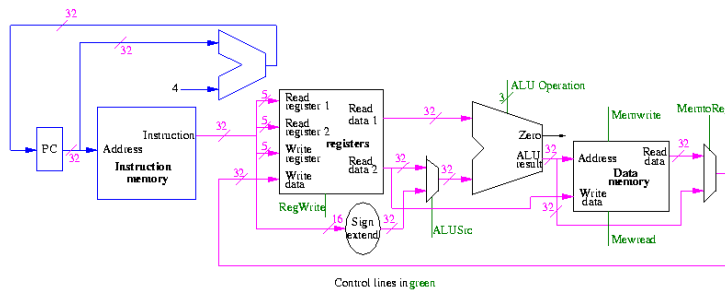 32
32
4
PC
32
Address
Instruction
Instruction
memory
32
5
5
5
32
Read
register 1
Read
register 2
Write
register
Write
data
Read
data 1
registers
Read
data 2
RegWrite
16
Sign
extend
32
32
32
32
ALUSrc
3
ALU Operation
Zero
ALU
result
32
32
Memwrite
Address
Read
data
Data
memory
Write
data
Mewread
32
MemtoRe
Control lines in green